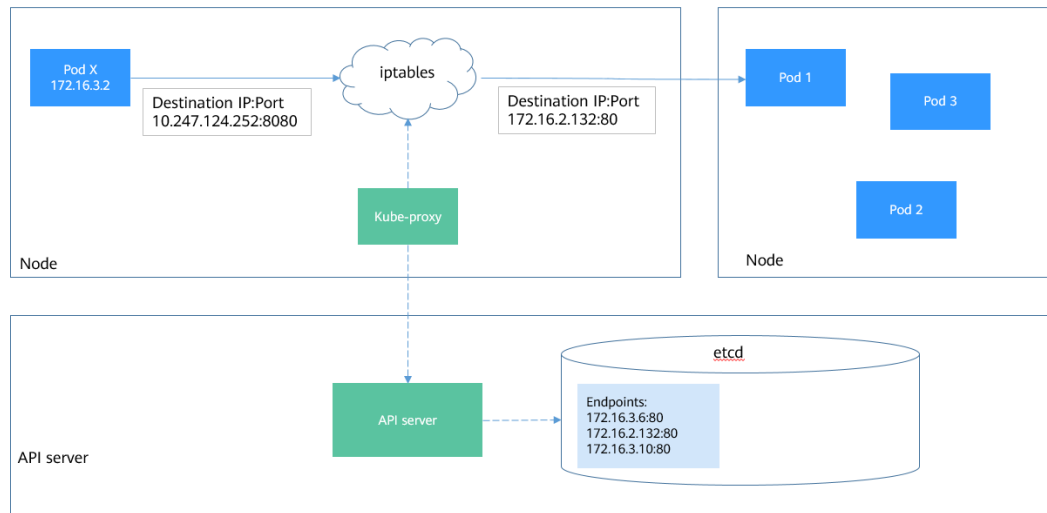 Pod X
172.16.3.2
iptables
Destination IP:Port
10.247.124.252:8080
Destination IP:Port
172.16.2.132:80
Pod 1
Pod 3
Pod 2
Kube-proxy
Node
Node
etcd
Endpoints:
172.16.3.6:80
172.16.2.132:80
172.16.3.10:80
API server
API server